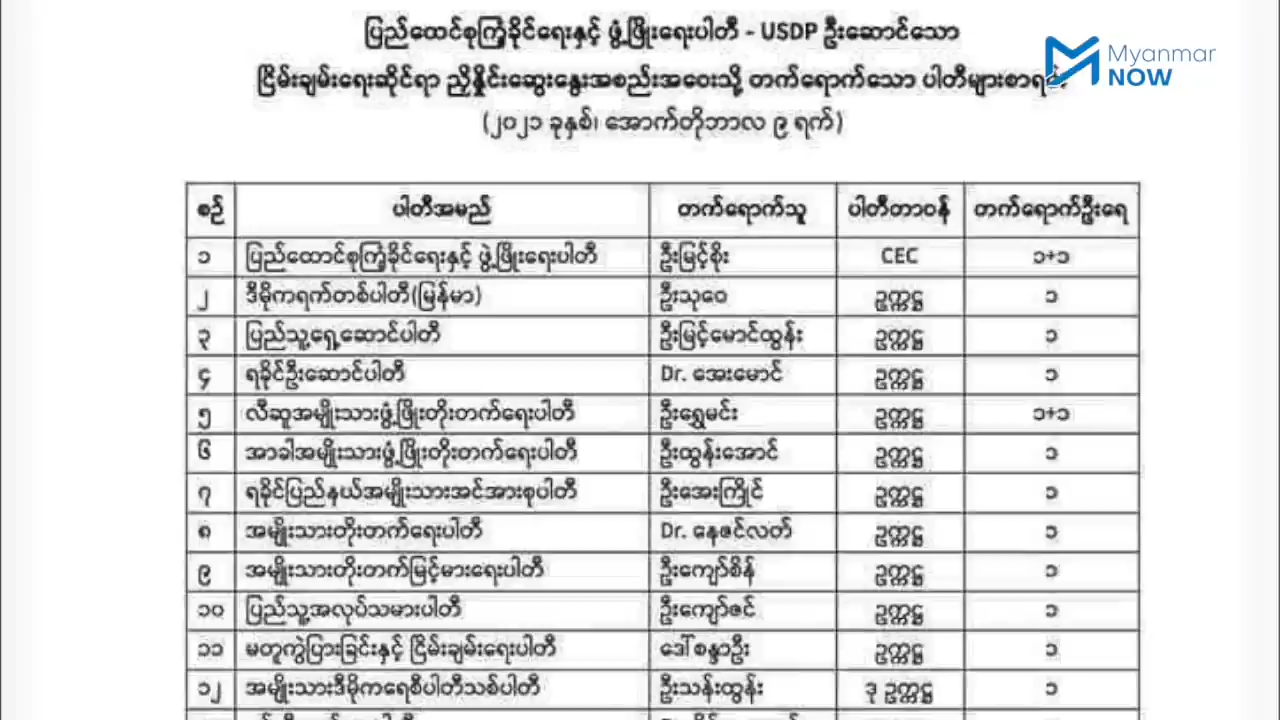 ပြည်ထောင်စုကြံ့ခိုင်ရေးနှင့် ဖွံ့ဖြိုးရေးပါတီ - USDP ဦးဆောင်သော
ငြိမ်းချမ်းရေးဆိုင်ရာ ညှိနှိုင်းဆွေးနွေးအစည်းအဝေးသို့ တက်ရောက်သော ပါတီများစာရင်း
Myanmar
NOW
(၂၀၂၁ ခုနှစ်၊ အောက်တိုဘာလ ၉ ရက်)
စဉ် ပါတီအမည် တက်ရောက်သူ ပါတီတာဝန် တက်ရောက်ဦးရေ
၁ ပြည်ထောင်စုကြံ့ခိုင်ရေးနှင့် ဖွံ့ဖြိုးရေးပါတီ ဦးမြင့်စိုး CEC ၁+၁
၂ ဒီမိုကရက်တစ်ပါတီ(မြန်မာ) ဦးသုဝေ ဥက္ကဋ္ဌ ၁
၃ ပြည်သူ့ရှေ့ဆောင်ပါတီ ဦးမြင့်မောင်ထွန်း ဥက္ကဋ္ဌ ၁
၄ ရခိုင်ဦးဆောင်ပါတီ Dr. အေးမောင် ဥက္ကဋ္ဌ ၁
၅ လီဆူအမျိုးသားဖွံ့ဖြိုးတိုးတက်ရေးပါတီ ဦးရွှေမင်း ဥက္ကဋ္ဌ ၁+၁
၆ အာခါအမျိုးသားဖွံ့ဖြိုးတိုးတက်ရေးပါတီ ဦးထွန်းအောင် ဥက္ကဋ္ဌ ၁
၇ ရခိုင်ပြည်နယ်အမျိုးသားအင်အားစုပါတီ ဦးအေးကြိုင် ဥက္ကဋ္ဌ ၁
၈ အမျိုးသားတိုးတက်ရေးပါတီ Dr. နေဇင်လတ် ဥက္ကဋ္ဌ ၁
၉ အမျိုးသားတိုးတက်မြင့်မားရေးပါတီ ဦးကျော်စိန် ဥက္ကဋ္ဌ ၁
၁၀ ပြည်သူ့အလုပ်သမားပါတီ ဦးကျော်ဇင် ဥက္ကဋ္ဌ ၁
၁၁ မတူကွဲပြားခြင်းနှင့် ငြိမ်းချမ်းရေးပါတီ ဒေါ်စန္ဒာဦး ဥက္ကဋ္ဌ ၁
၁၂ အမျိုးသားဒီမိုကရေစီပါတီသစ်ပါတီ ဦးသန်းထွန်း ဒု ဥက္ကဋ္ဌ ၁